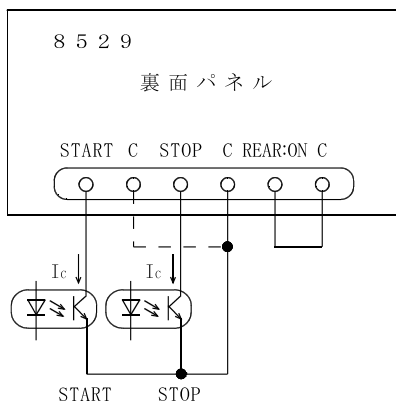 ８５２９
裏面パネル
START C STOP C REAR:ON C
Ic Ic
START STOP